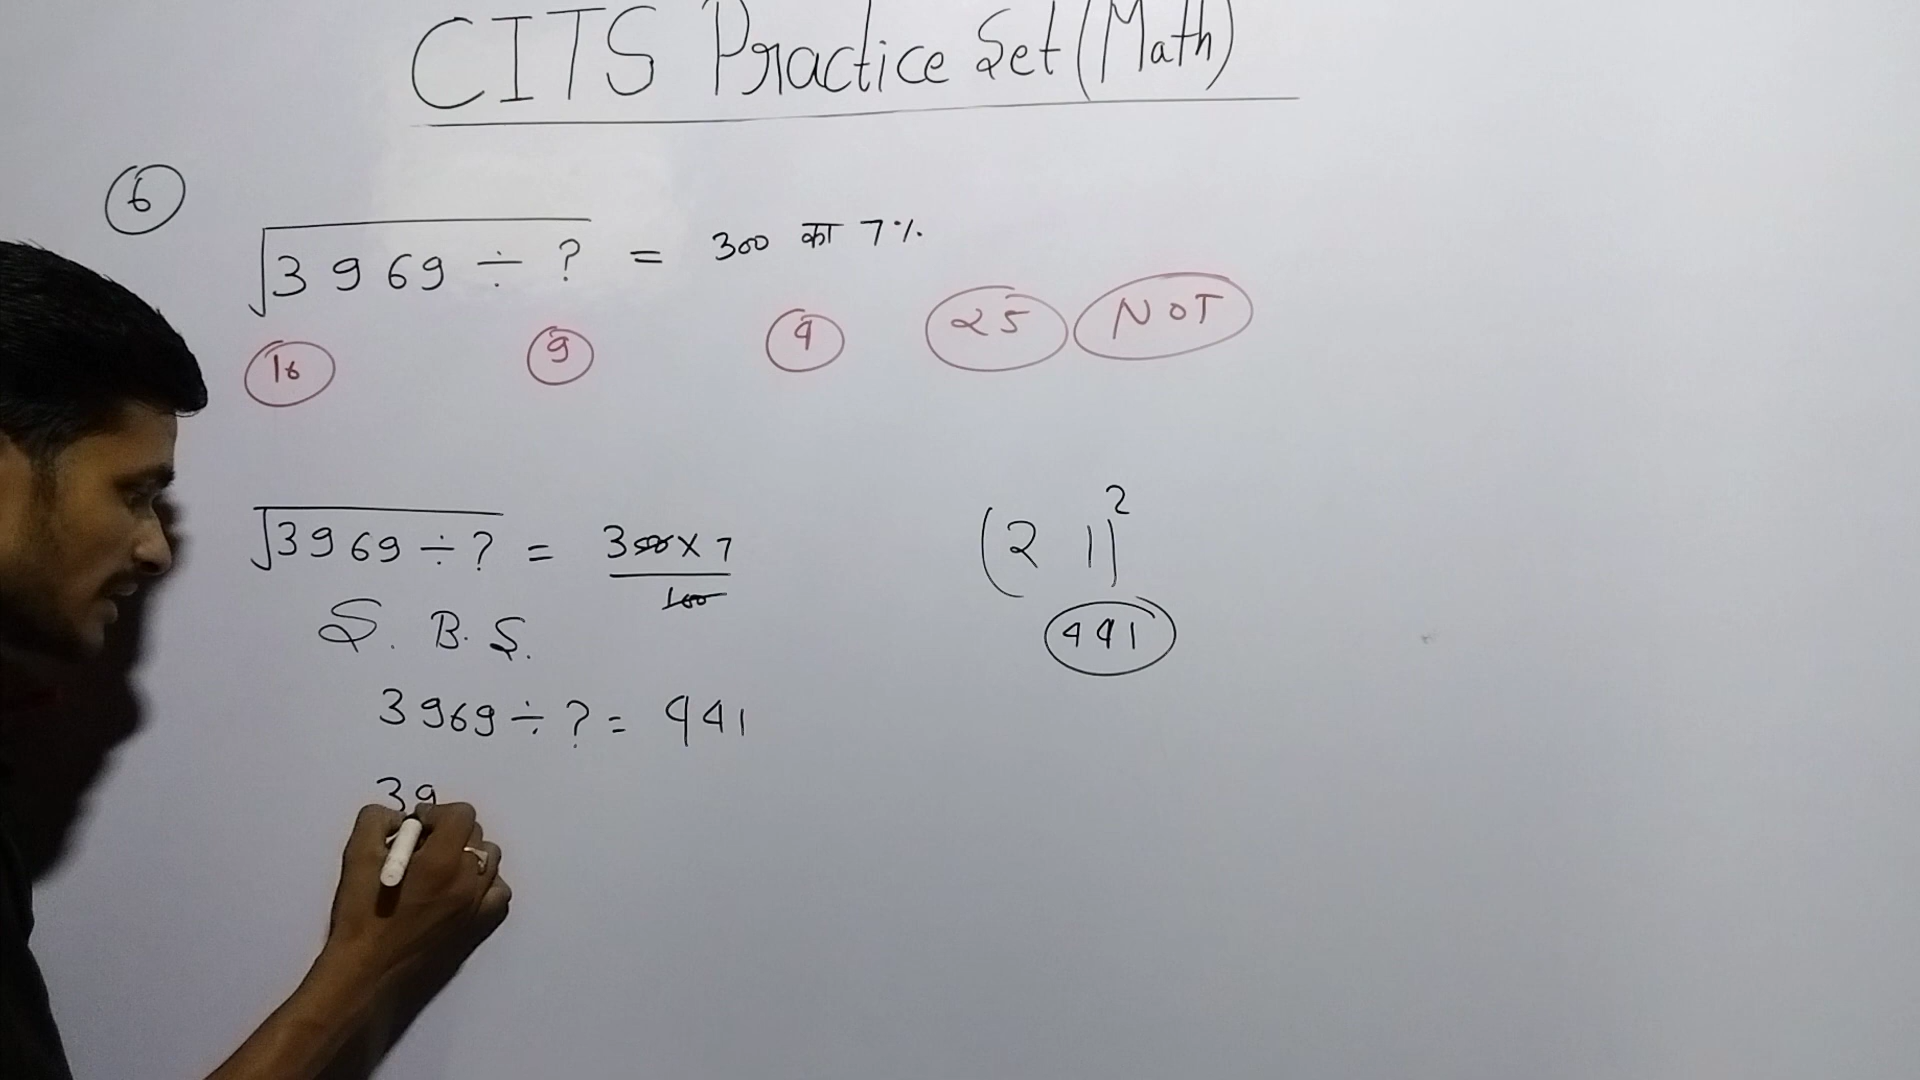 CITS Practice Set (Math)
6
√3969 ÷ ? = 300 का 7%
16 9 4 25 NOT
√3969 ÷ ? = 300 × 7 / 100
(21)²
441
S. B. S.
3969 ÷ ? = 441
39